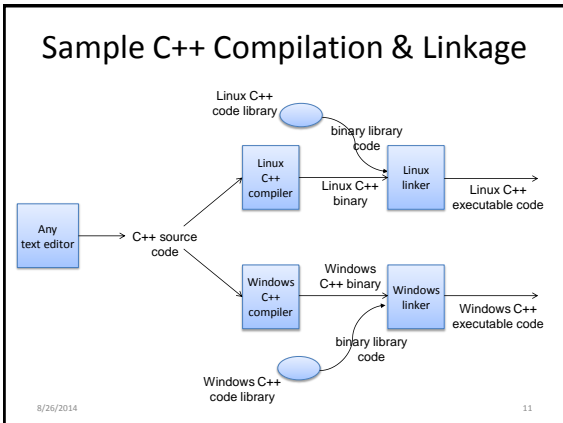 Sample C++ Compilation & Linkage
Linux C++
code library
binary library
code
Linux
C++
compiler
Linux C++
binary
Linux
linker
Linux C++
executable code
Any
text editor
C++ source
code
Windows
C++
compiler
Windows
C++ binary
Windows
linker
Windows C++
executable code
binary library
code
Windows C++
code library
8/26/2014
11